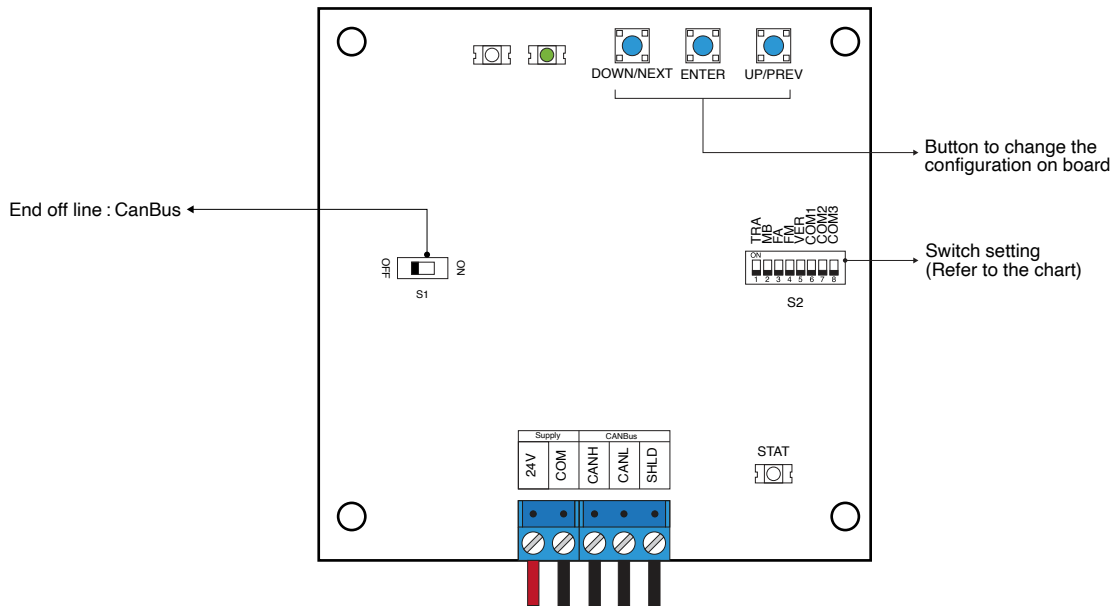 DOWN/NEXT ENTER UP/PREV
Button to change the
configuration on board
End off line : CanBus
OFF ON
S1
TRA
MB
FA
FM
VER
COM1
COM2
COM3
ON
1 2 3 4 5 6 7 8
S2
Switch setting
(Refer to the chart)
Supply CANBus
24V COM CANH CANL SHLD
STAT